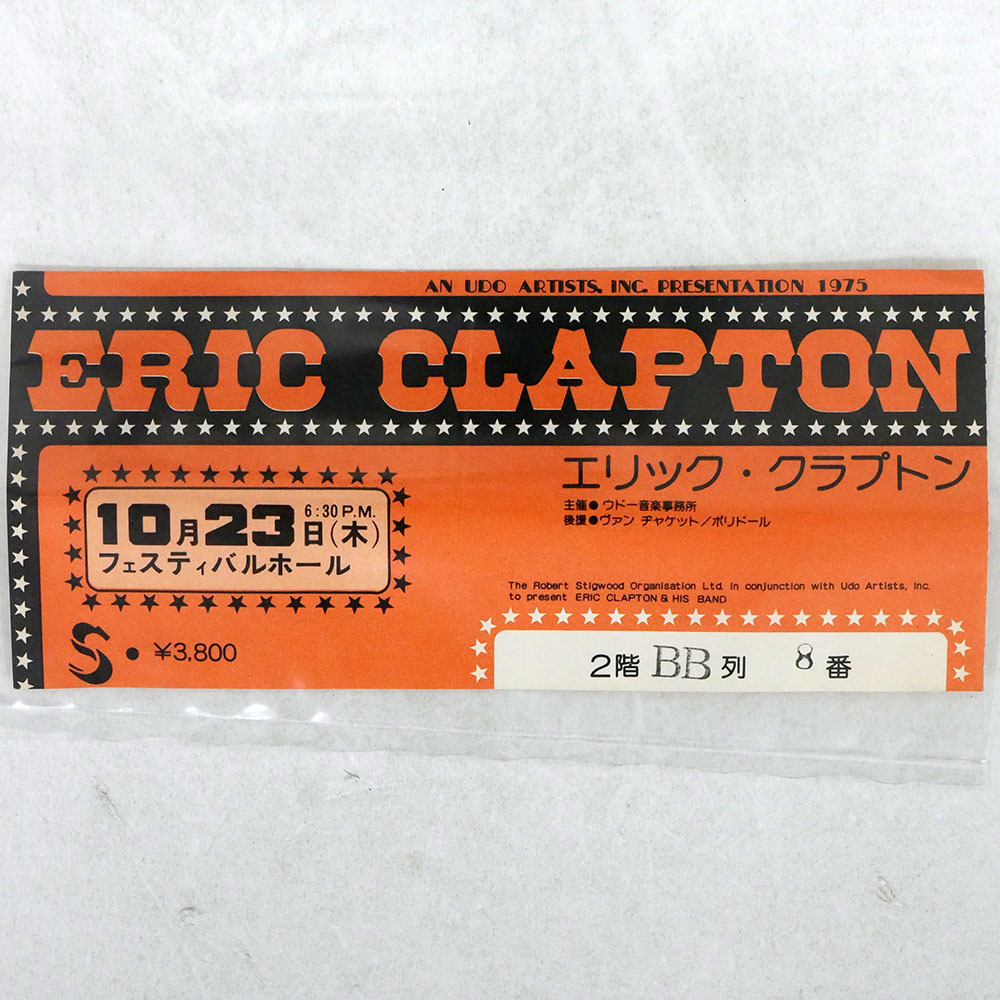 AN UDO ARTISTS, INC. PRESENTATION 1975
ERIC CLAPTON
エリック・クラプトン
主催●ウドー音楽事務所
後援●ヴァン ヂャケット/ポリドール
6:30 P.M.
10月23日(木)
フェスティバルホール
The Robert Stigwood Organisation Ltd. in conjunction with Udo Artists, Inc.
to present ERIC CLAPTON & HIS BAND
S ● ¥3,800
2階 BB 列 8 番